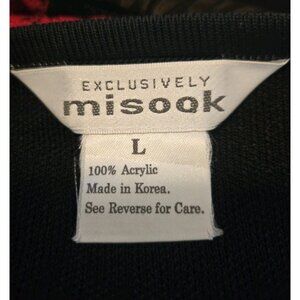 EXCLUSIVELY
misook
L
100% Acrylic
Made in Korea.
See Reverse for Care.